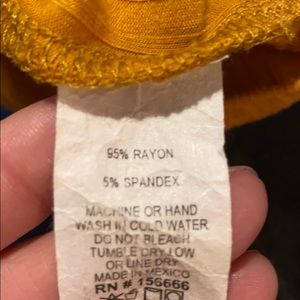 95% RAYON
5% SPANDEX
MACHINE OR HAND
WASH IN COLD WATER
DO NOT BLEACH
TUMBLE DRY LOW
OR LINE DRY
MADE IN MEXICO
RN # 156666